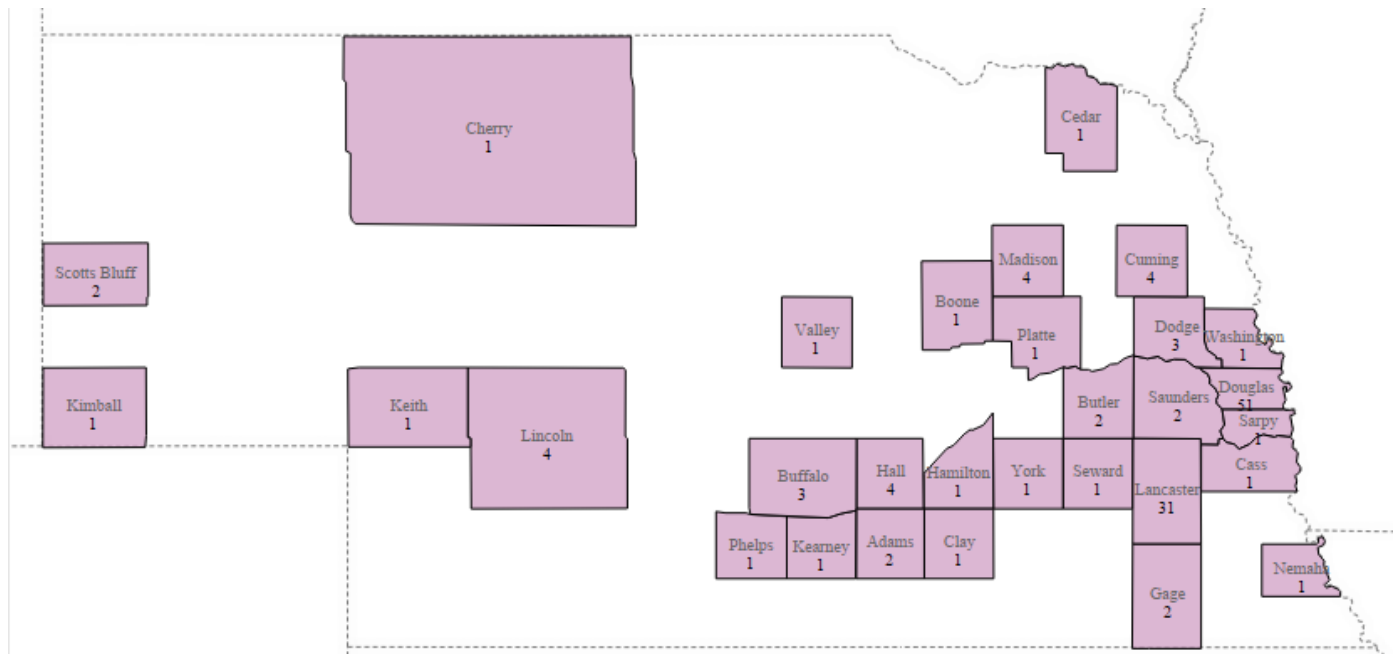 Cherry
1
Cedar
1
Scotts Bluff
2
Madison
4
Cuming
4
Boone
1
Valley
1
Platte
1
Dodge
3
Washington
1
Kimball
1
Keith
1
Lincoln
4
Butler
2
Saunders
2
Douglas
51
Sarpy
1
Buffalo
3
Hall
4
Hamilton
1
York
1
Seward
1
Lancaster
31
Cass
1
Phelps
1
Kearney
1
Adams
2
Clay
1
Gage
2
Nemaha
1